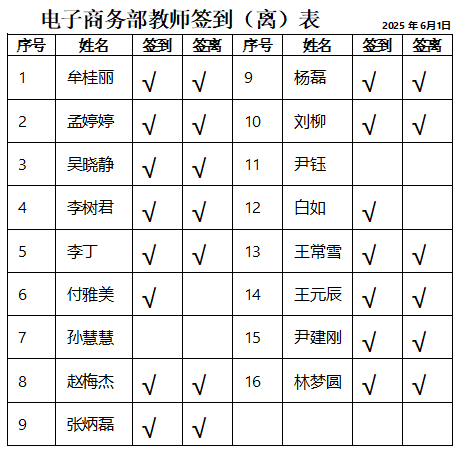 电子商务部教师签到（离）表
2025 年 6月1日
序号 姓名 签到 签离 序号 姓名 签到 签离
1 牟桂丽 √ √ 9 杨磊 √ √
2 孟婷婷 √ √ 10 刘柳 √ √
3 吴晓静 √ √ 11 尹钰
4 李树君 √ √ 12 白如 √
5 李丁 √ √ 13 王常雪 √ √
6 付雅美 √ 14 王元辰 √ √
7 孙慧慧 15 尹建刚 √ √
8 赵梅杰 √ √ 16 林梦圆 √ √
9 张炳磊 √ √